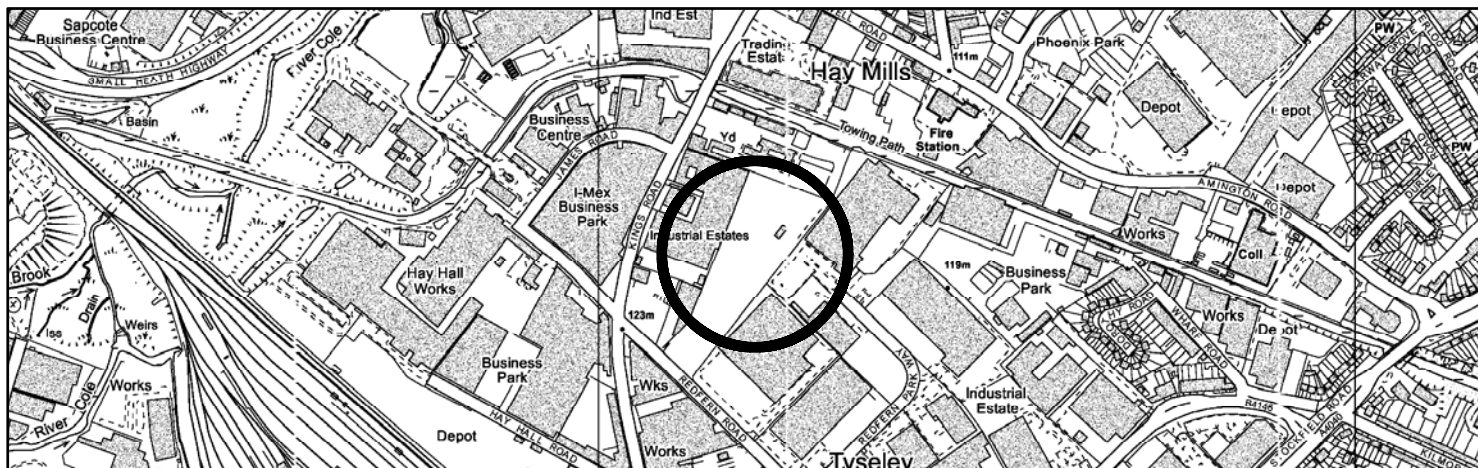 Sapcote
Business Centre
SMALL HEATH HIGHWAY
River Cole
Basin
Ind Est
Trading
Estat
Hay Mills
ROAD
111m
Phoenix Park
Depot
Depot
PW
PW
Business
Centre
JAMES ROAD
Yd
Towing Path
Fire
Station
I-Mex
Business
Park
KINGS ROAD
Industrial Estates
AMINGTON ROAD
Depot
Works
Coll
Brook
Drain
Iss
Weirs
Hay Hall
Works
119m
Business
Park
WHARF ROAD
Works
Depot
123m
Works
River Cole
Business
Park
HAY HALL ROAD
Depot
Wks
REDFERN ROAD
Works
REDFERN PARK WAY
Industrial
Estate
B4146
A4040
Tyseley